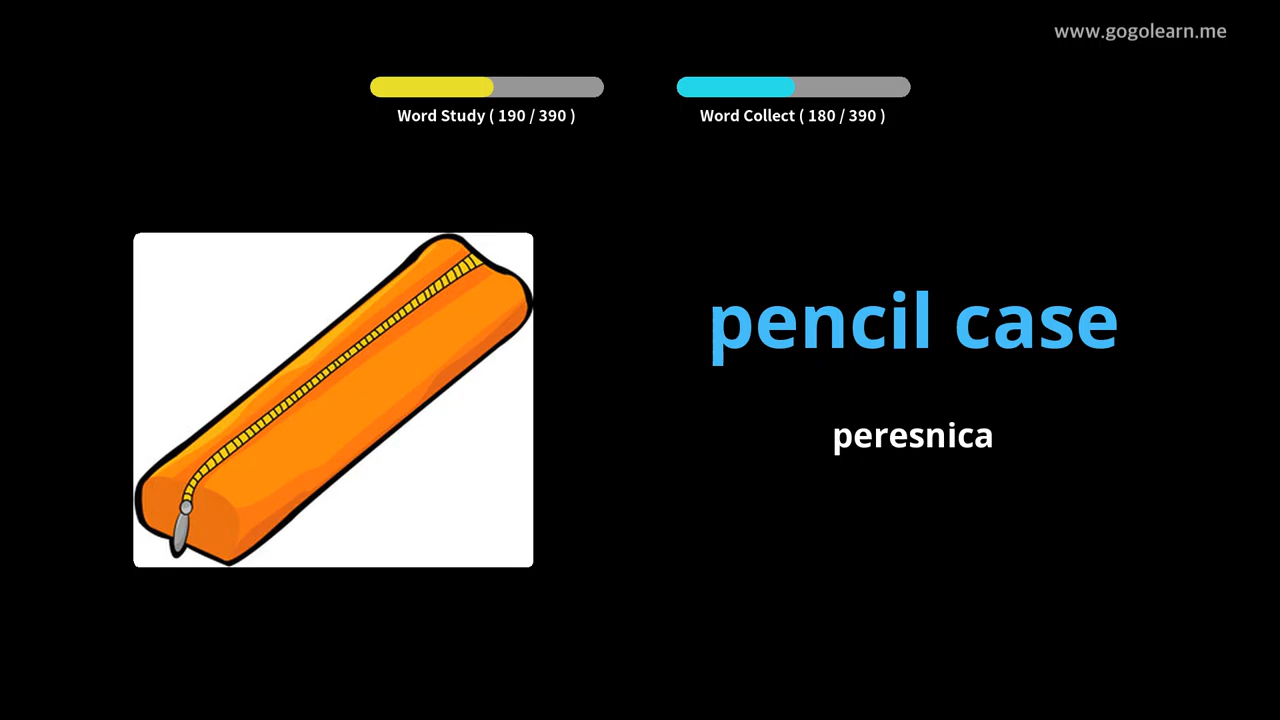 www.gogolearn.me
Word Study ( 190 / 390 )
Word Collect ( 180 / 390 )
pencil case
peresnica